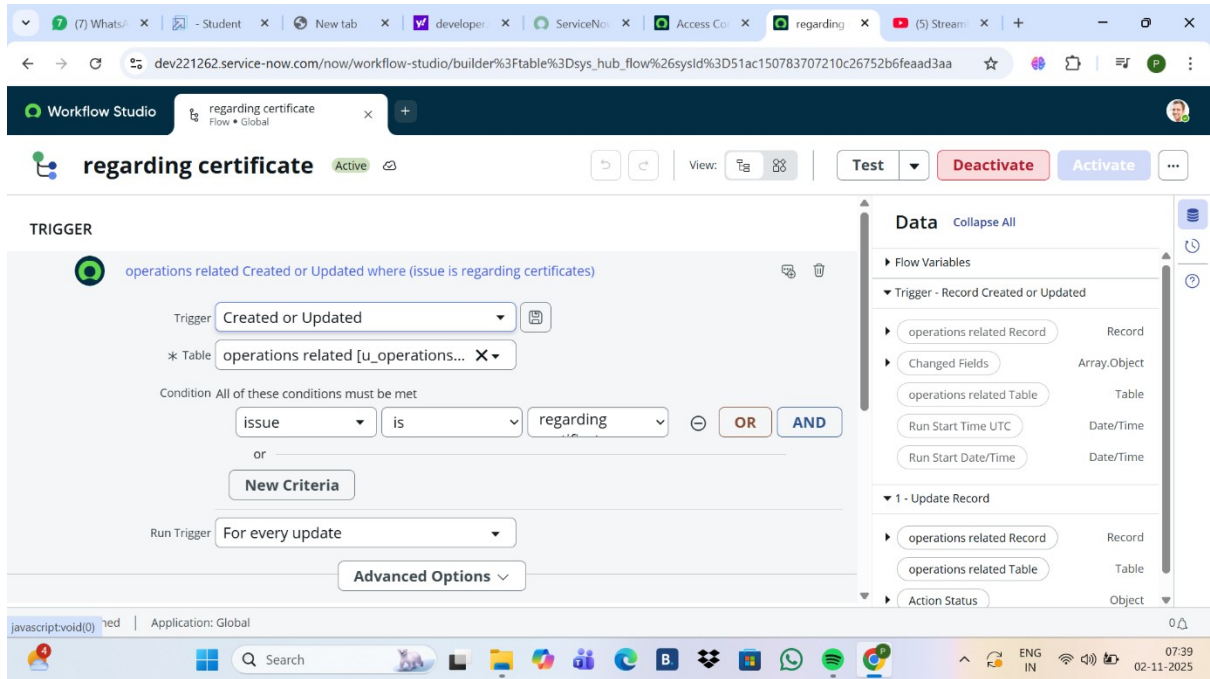 (7) WhatsA
- Student
New tab
developer.
ServiceNov
Access Cor
regarding
(5) Stream
dev221262.service-now.com/now/workflow-studio/builder%3Ftable%3Dsys_hub_flow%26sysId%3D51ac150783707210c26752b6feaad3aa
P
Workflow Studio
regarding certificate
Flow • Global
regarding certificate
Active
View:
Test
Deactivate
Activate
TRIGGER
operations related Created or Updated where (issue is regarding certificates)
Trigger
Created or Updated
* Table
operations related [u_operations...
Condition
All of these conditions must be met
issue
is
regarding
OR
AND
or
New Criteria
Run Trigger
For every update
Advanced Options
Data
Collapse All
Flow Variables
Trigger - Record Created or Updated
operations related Record
Record
Changed Fields
Array.Object
operations related Table
Table
Run Start Time UTC
Date/Time
Run Start Date/Time
Date/Time
1 - Update Record
operations related Record
Record
operations related Table
Table
Action Status
Object
javascript:void(0)
hed
Application: Global
0
4
Search
B.
ENG
IN
07:39
02-11-2025